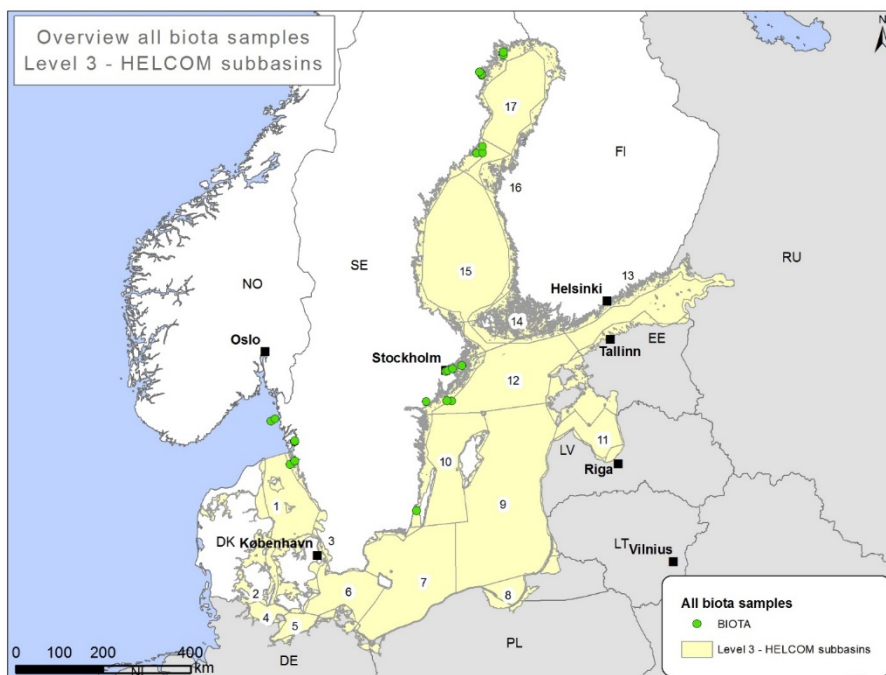 Overview all biota samples
Level 3 - HELCOM subbasins
N
17
FI
16
RU
SE
15
NO
13
Helsinki
14
Oslo
Tallinn
EE
Stockholm
12
11
LV
10
Riga
9
1
3
DK
København
LT
Vilnius
7
6
2
8
4
5
PL
DE
All biota samples
BIOTA
Level 3 - HELCOM subbasins
0 100 200 400
km
NL